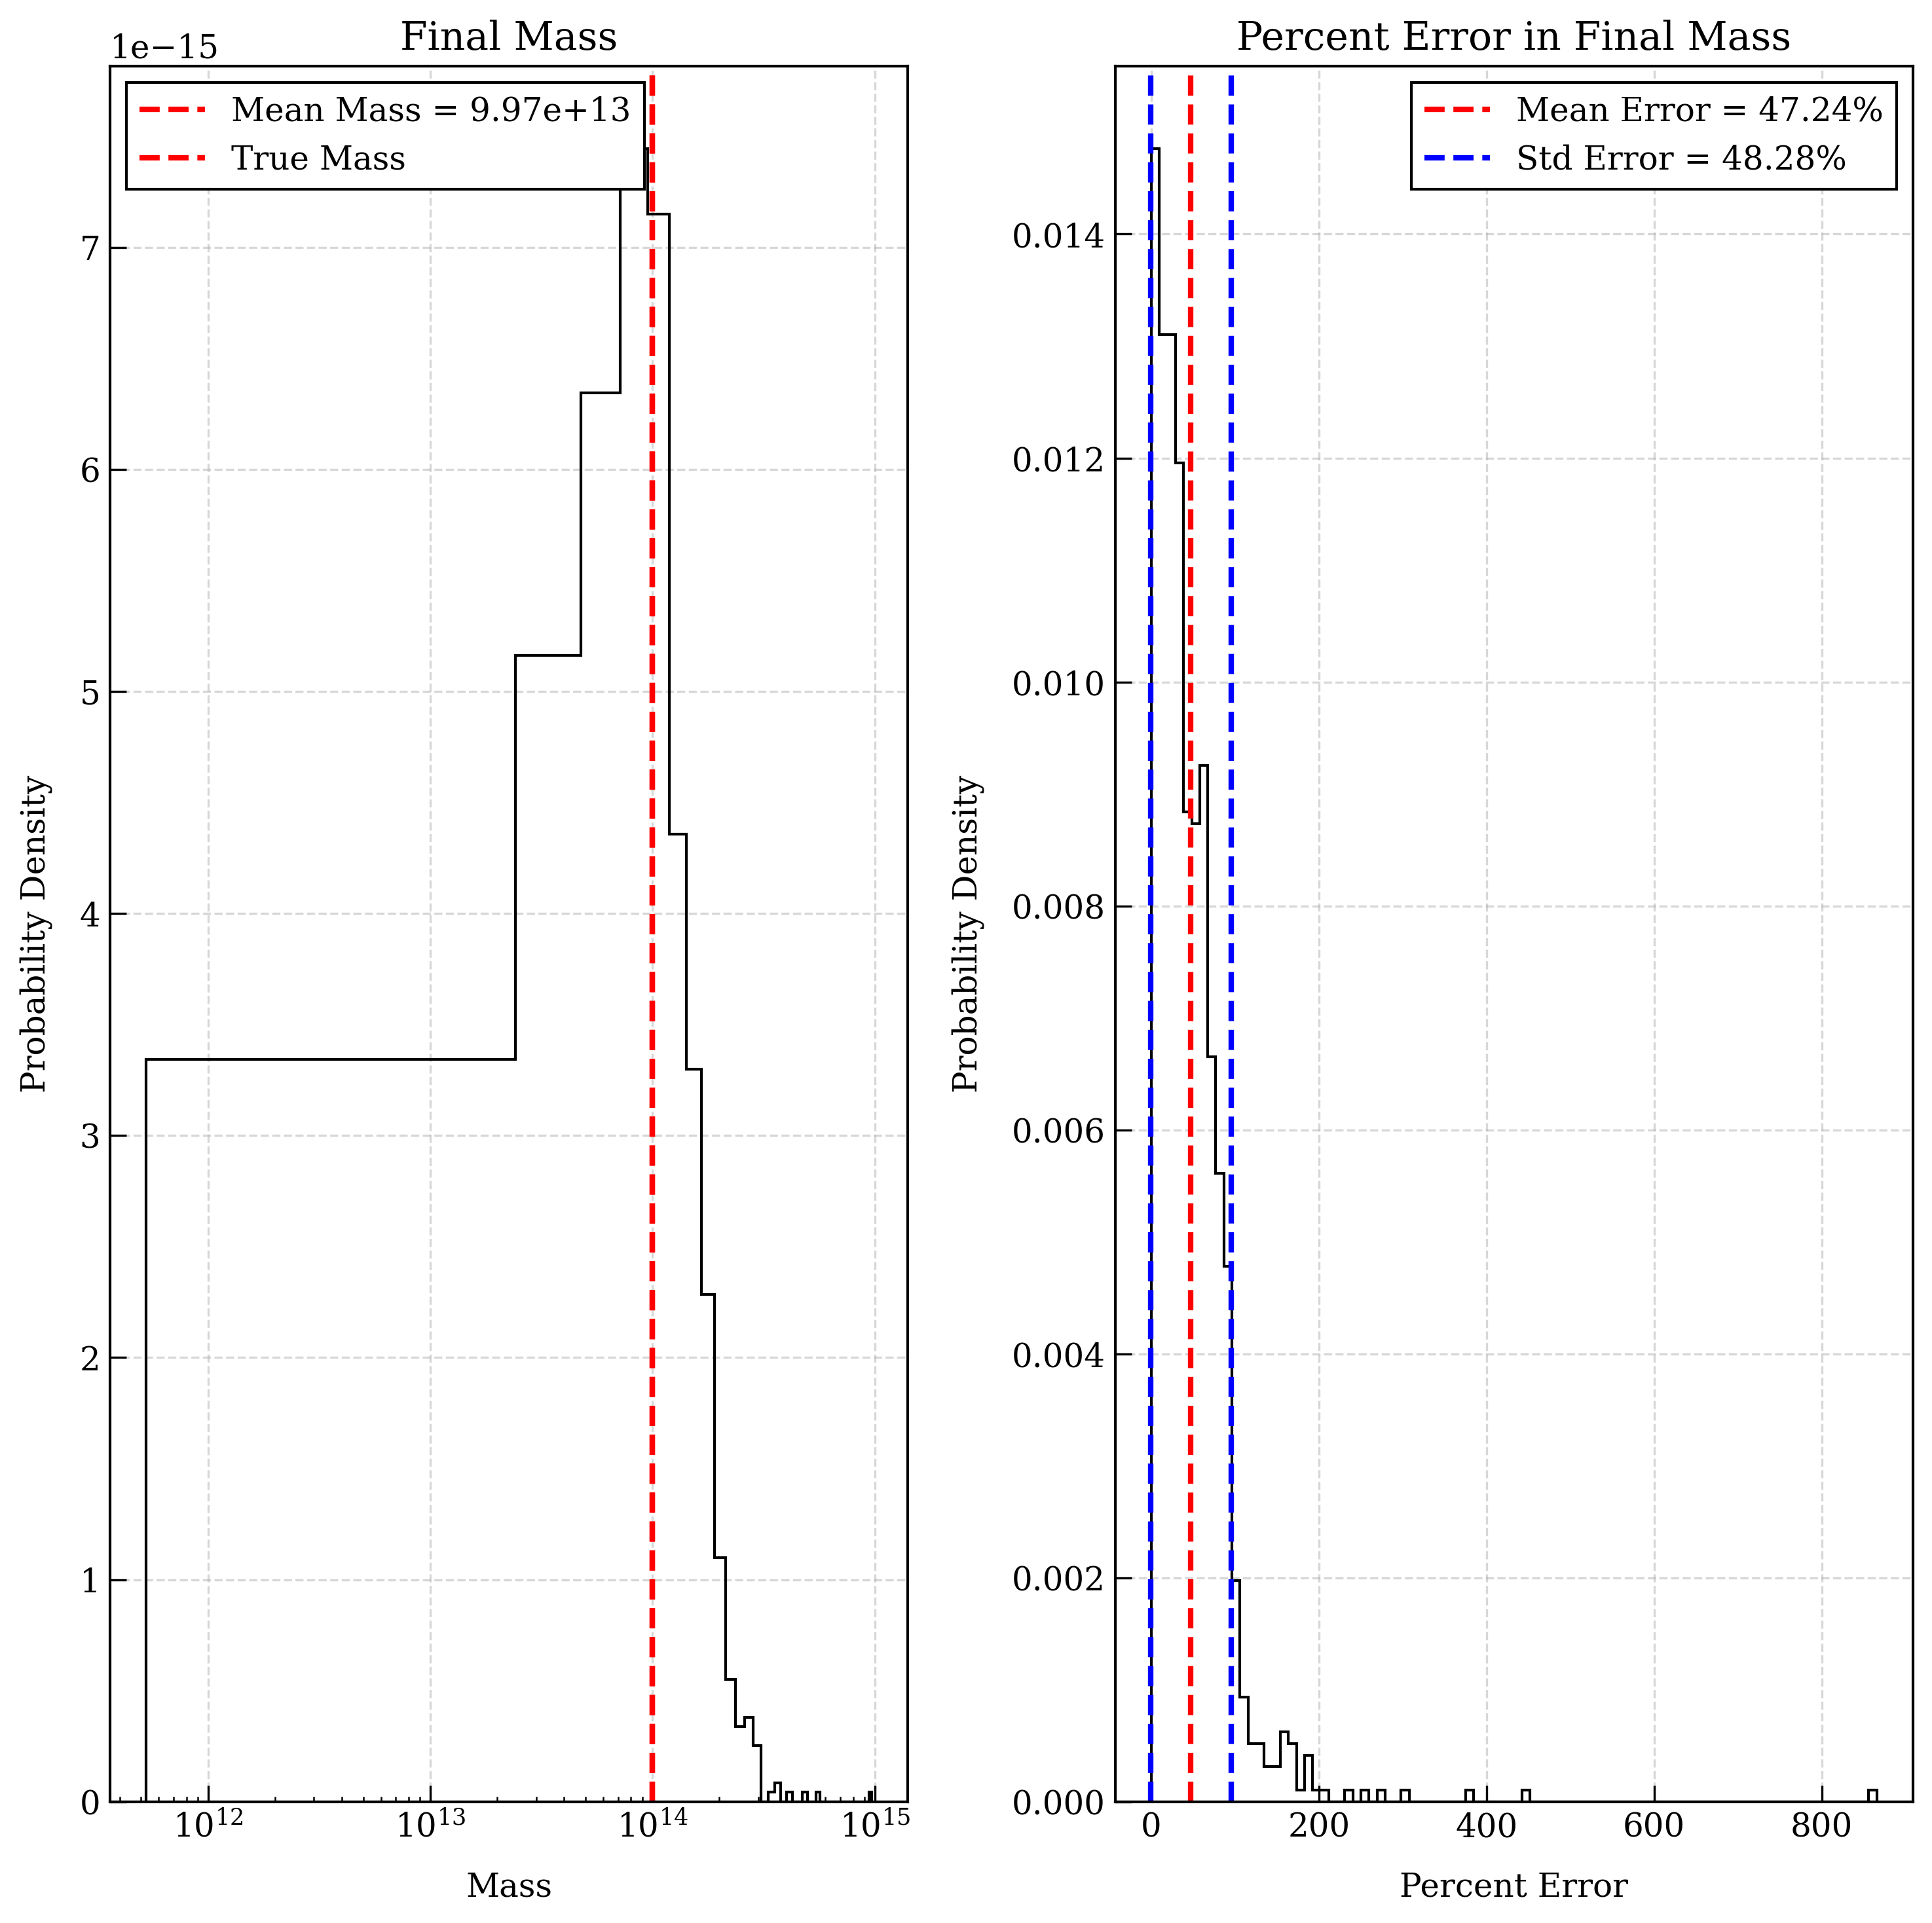 Final Mass
1e−15
Mean Mass = 9.97e+13
True Mass
7
6
5
4
3
2
1
0
Probability Density
10¹² 10¹³ 10¹⁴ 10¹⁵
Mass
Percent Error in Final Mass
Mean Error = 47.24%
Std Error = 48.28%
0.014
0.012
0.010
0.008
0.006
0.004
0.002
0.000
Probability Density
0 200 400 600 800
Percent Error